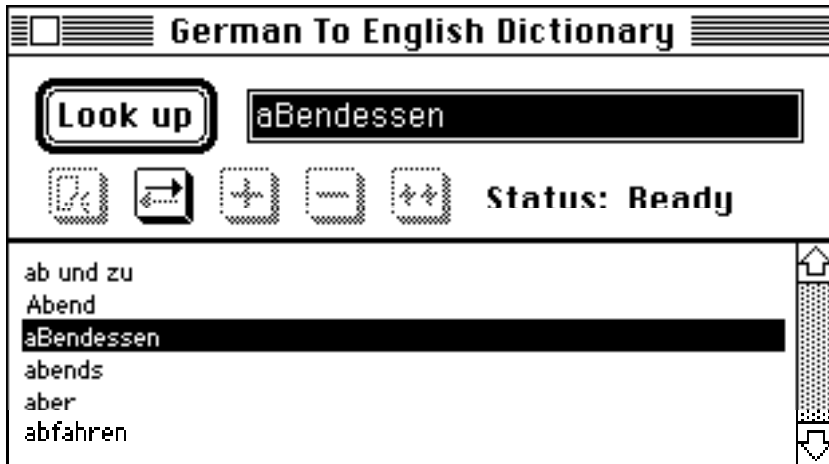 German To English Dictionary
Look up aBendessen
Status: Ready
ab und zu
Abend
aBendessen
abends
aber
abfahren